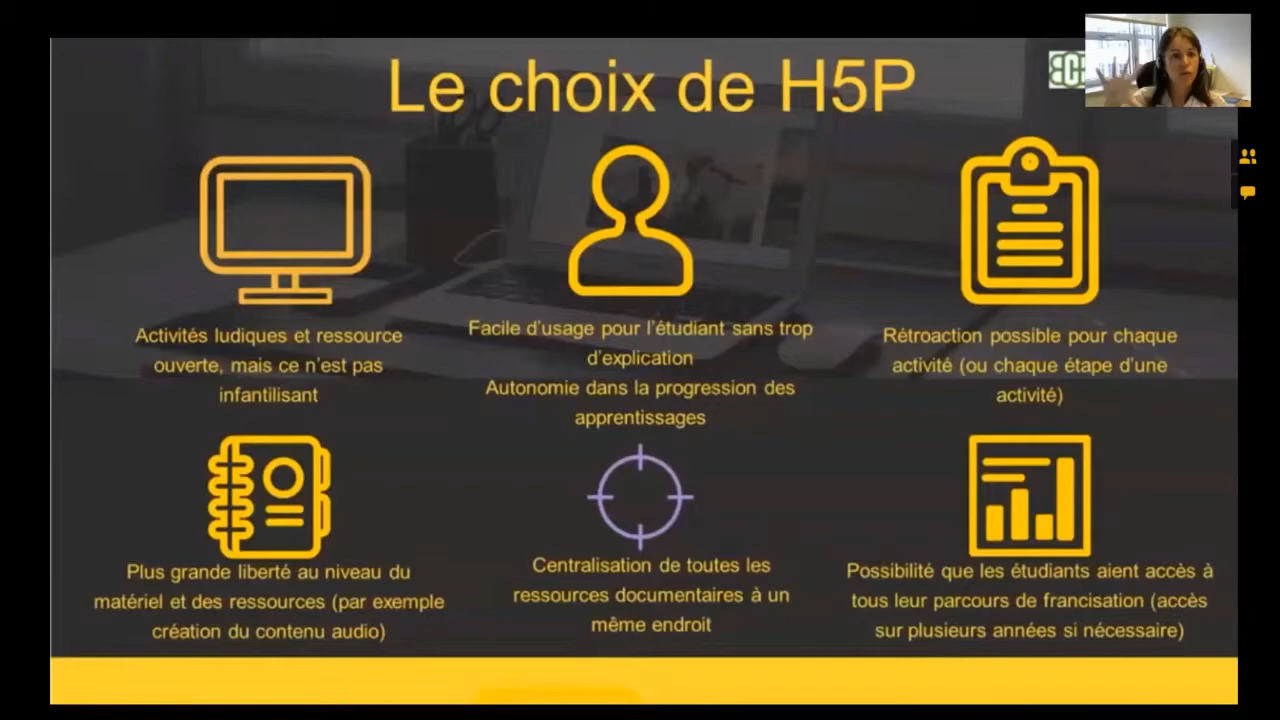 Le choix de H5P
Activités ludiques et ressource
ouverte, mais ce n'est pas
infantilisant
Facile d'usage pour l'étudiant sans trop
d'explication
Autonomie dans la progression des
apprentissages
Rétroaction possible pour chaque
activité (ou chaque étape d'une
activité)
Plus grande liberté au niveau du
matériel et des ressources (par exemple
création du contenu audio)
Centralisation de toutes les
ressources documentaires à un
même endroit
Possibilité que les étudiants aient accès à
tous leur parcours de francisation (accès
sur plusieurs années si nécessaire)